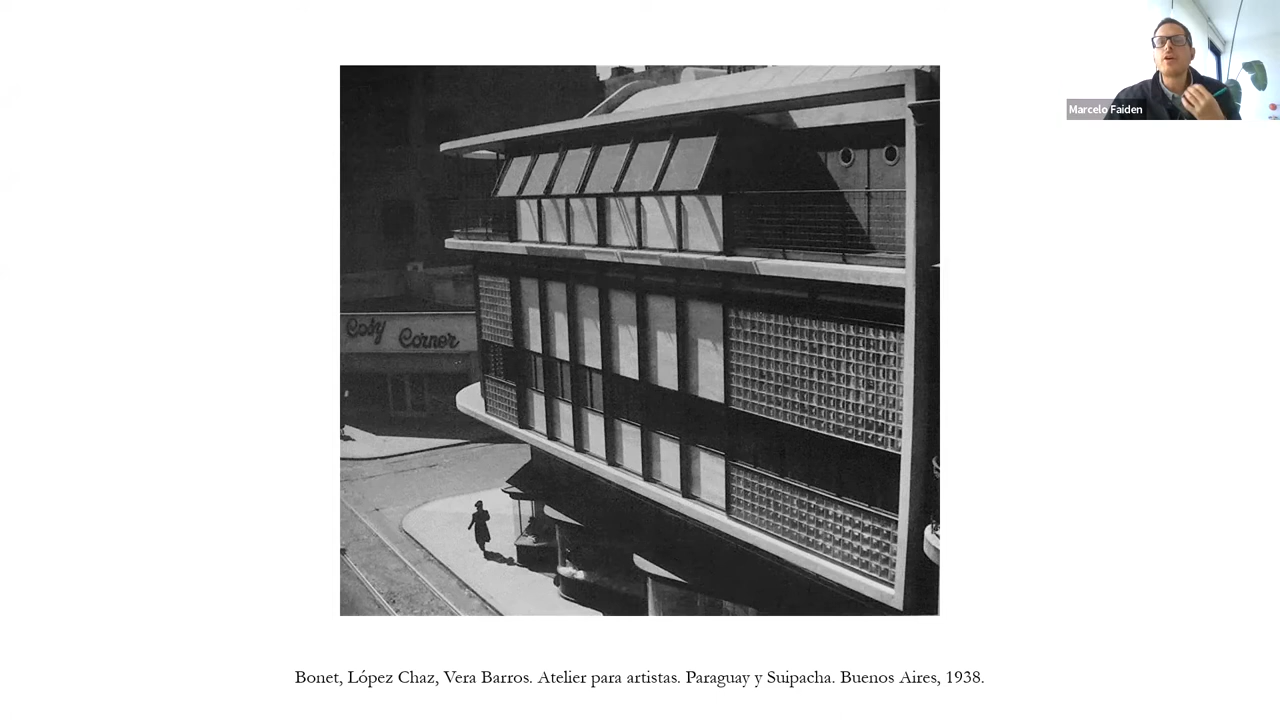 Marcelo Faiden
Cosy Corner
Bonet, López Chaz, Vera Barros. Atelier para artistas. Paraguay y Suipacha. Buenos Aires, 1938.